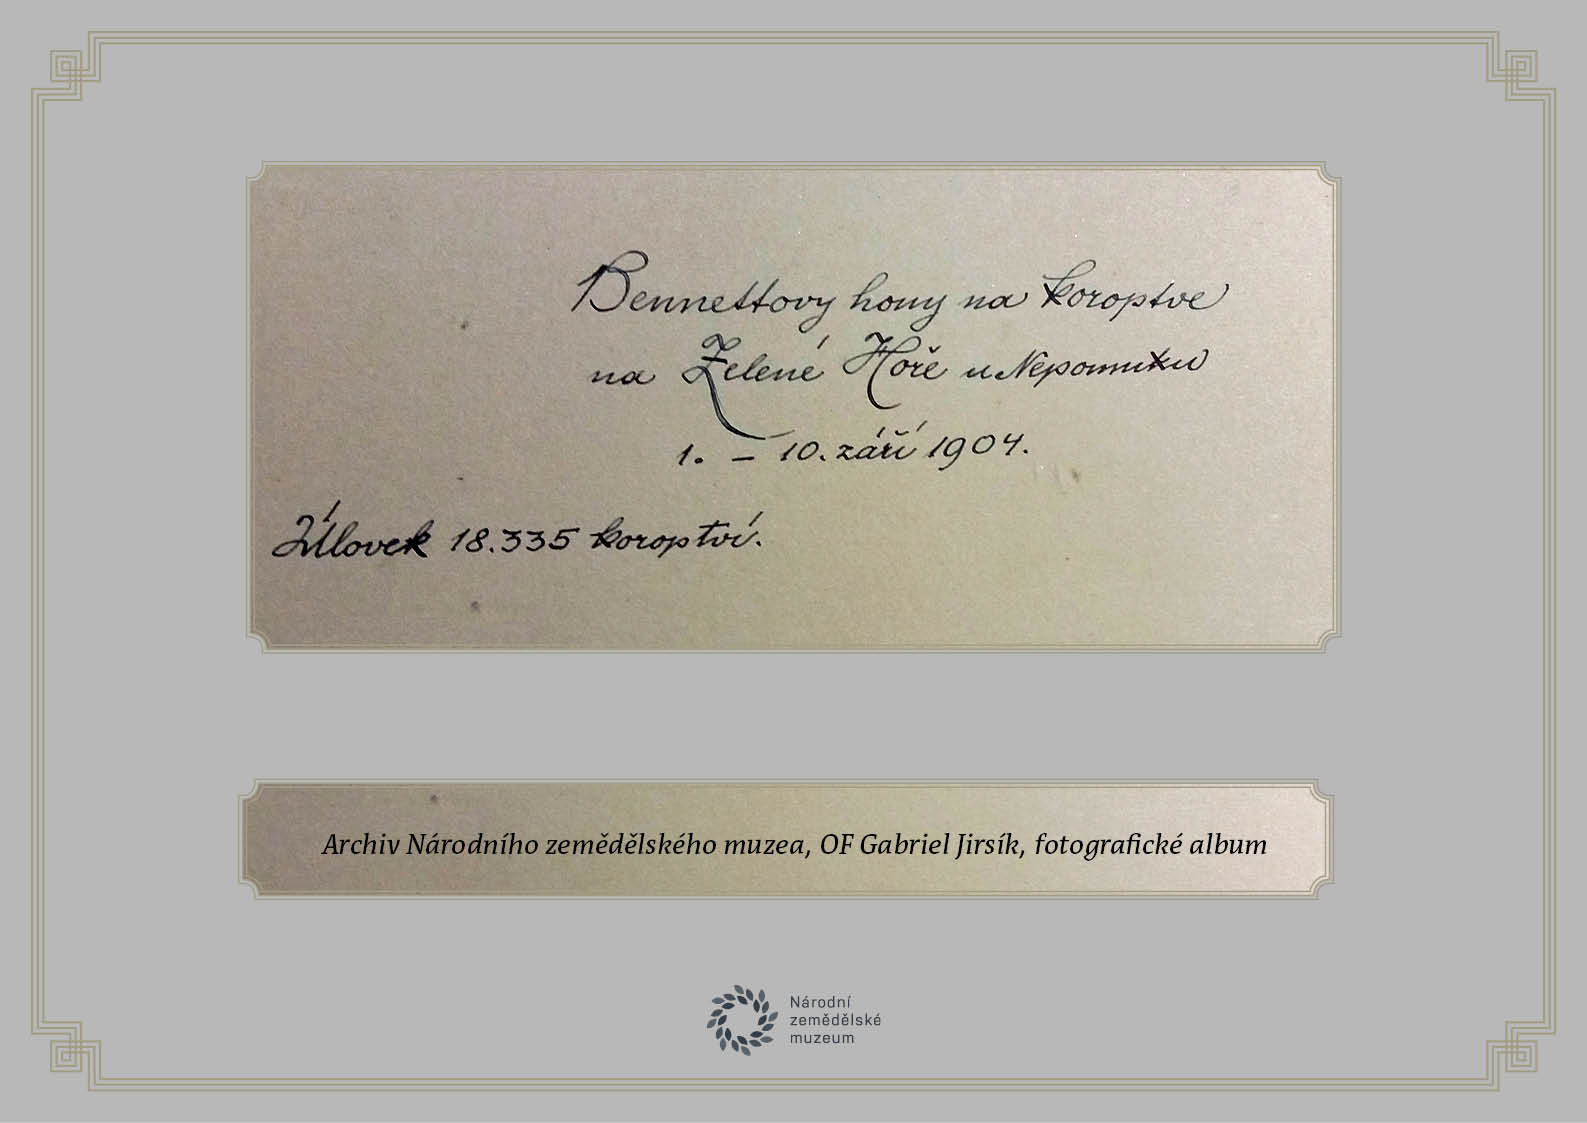 Bennettovy hony na koroptve
na Zelené Hoře u Nepomuku
1. – 10. září 1904.
Úlovek 18.335 koroptví.
Archiv Národního zemědělského muzea, OF Gabriel Jirsík, fotografické album
Národní
zemědělské
muzeum